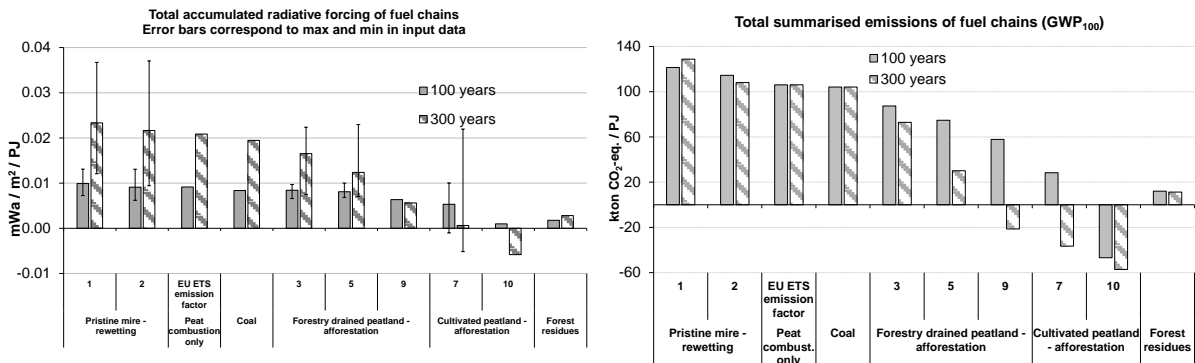 Total accumulated radiative forcing of fuel chains
Error bars correspond to max and min in input data
mWa / m² / PJ
0.04
0.03
0.02
0.01
0.00
-0.01
100 years
300 years
1 2 EU ETS 3 5 9 7 10
emission
factor
Pristine mire - Peat Coal Forestry drained peatland - Cultivated peatland - Forest
rewetting combustion afforestation afforestation residues
only
Total summarised emissions of fuel chains (GWP₁₀₀)
kton CO₂-eq. / PJ
140
100
60
20
-20
-60
100 years
300 years
1 2 EU ETS 3 5 9 7 10
emission
factor
Pristine mire - Peat Coal Forestry drained peatland - Cultivated peatland Forest
rewetting combust. afforestation - afforestation residues
only